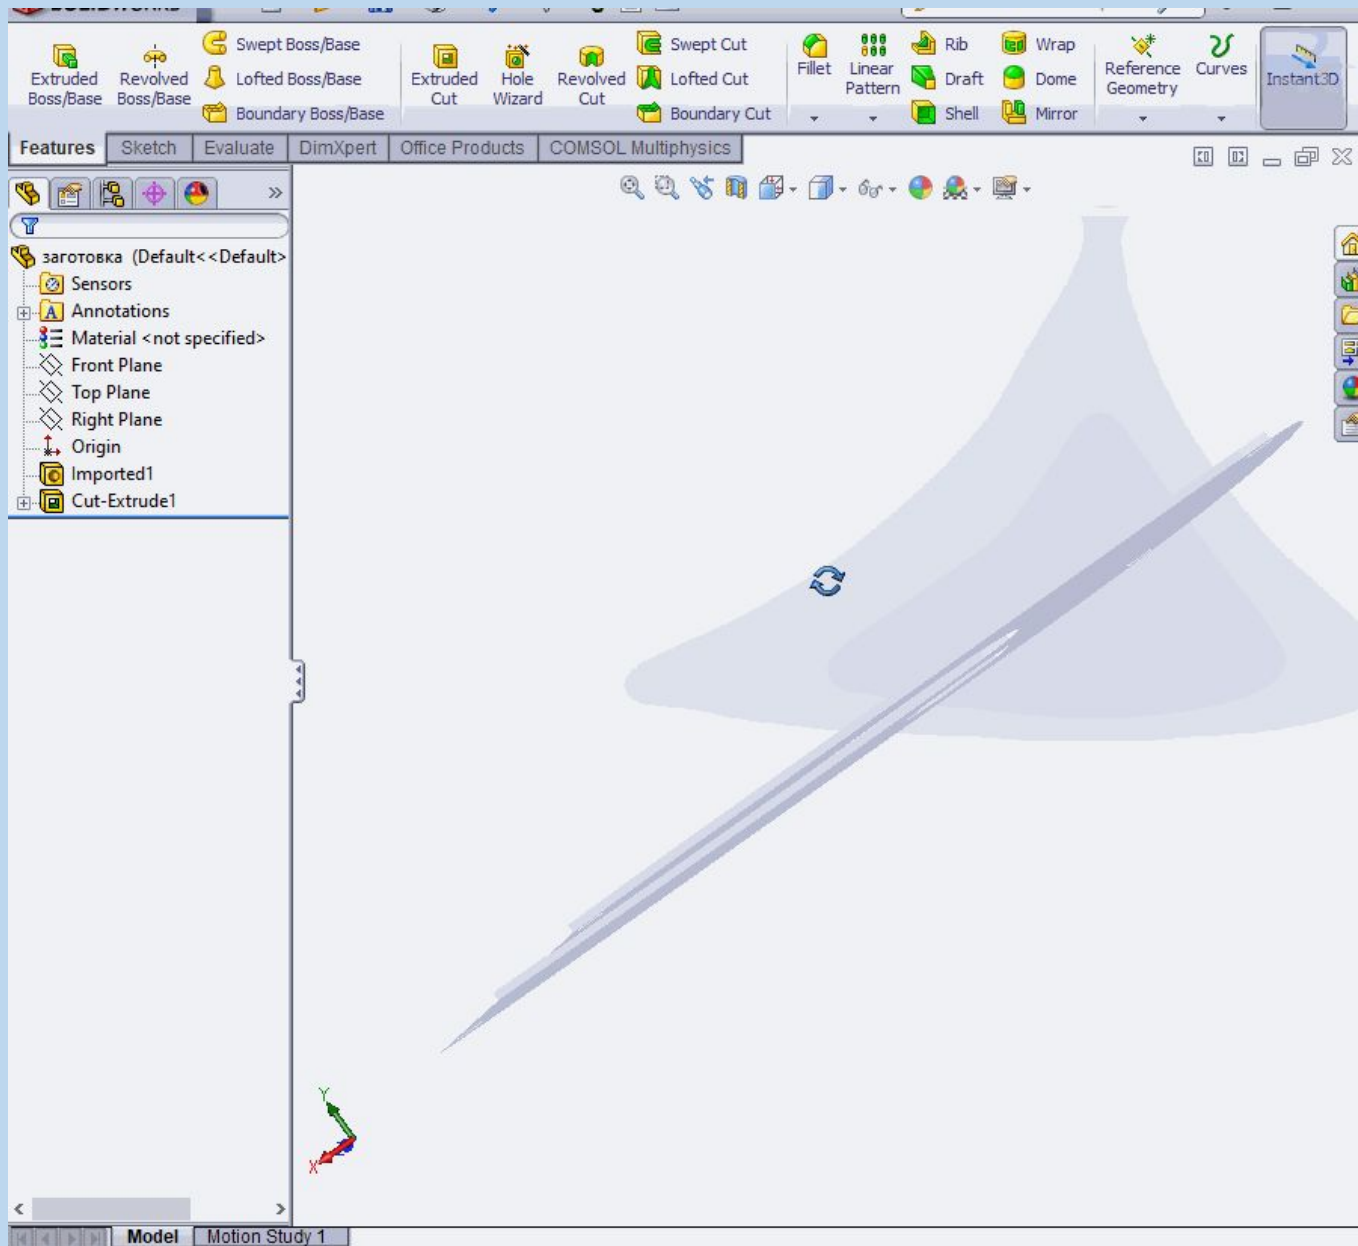 SOLIDWORKS
Extruded Boss/Base
Revolved Boss/Base
Swept Boss/Base
Lofted Boss/Base
Boundary Boss/Base
Extruded Cut
Hole Wizard
Revolved Cut
Swept Cut
Lofted Cut
Boundary Cut
Fillet
Linear Pattern
Rib
Draft
Shell
Wrap
Dome
Mirror
Reference Geometry
Curves
Instant3D
Features
Sketch
Evaluate
DimXpert
Office Products
COMSOL Multiphysics
заготовка (Default<<Default>
Sensors
Annotations
Material <not specified>
Front Plane
Top Plane
Right Plane
Origin
Imported1
Cut-Extrude1
Y
X
Model
Motion Study 1